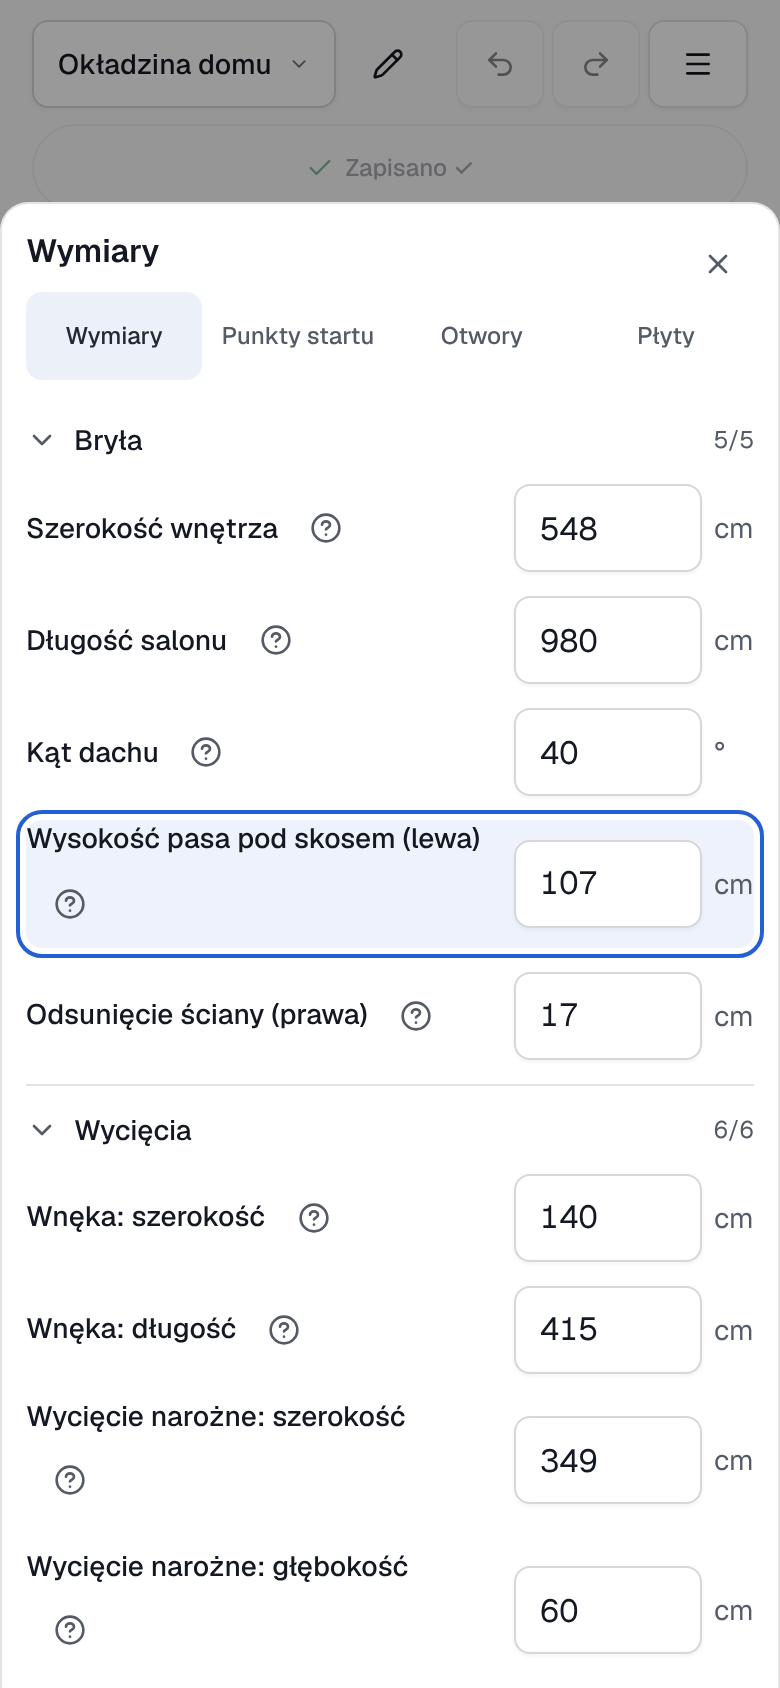 Okładzina domu
Zapisano
Wymiary
Wymiary Punkty startu Otwory Płyty
Bryła 5/5
Szerokość wnętrza 548 cm
Długość salonu 980 cm
Kąt dachu 40 °
Wysokość pasa pod skosem (lewa) 107 cm
Odsunięcie ściany (prawa) 17 cm
Wycięcia 6/6
Wnęka: szerokość 140 cm
Wnęka: długość 415 cm
Wycięcie narożne: szerokość 349 cm
Wycięcie narożne: głębokość 60 cm